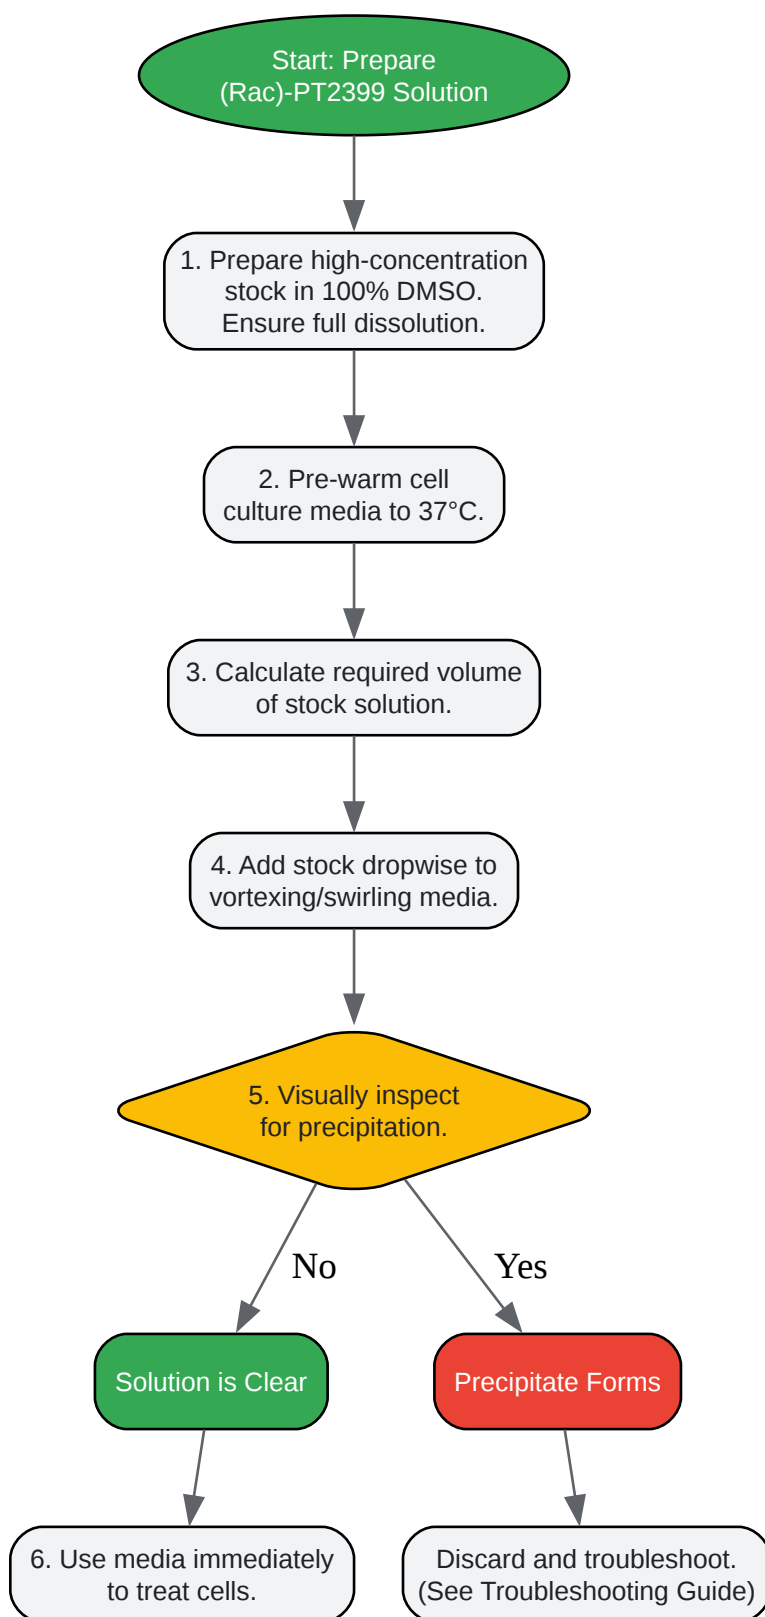 Start: Prepare
(Rac)-PT2399 Solution
1. Prepare high-concentration
stock in 100% DMSO.
Ensure full dissolution.
2. Pre-warm cell
culture media to 37°C.
3. Calculate required volume
of stock solution.
4. Add stock dropwise to
vortexing/swirling media.
5. Visually inspect
for precipitation.
No
Yes
Solution is Clear
Precipitate Forms
6. Use media immediately
to treat cells.
Discard and troubleshoot.
(See Troubleshooting Guide)